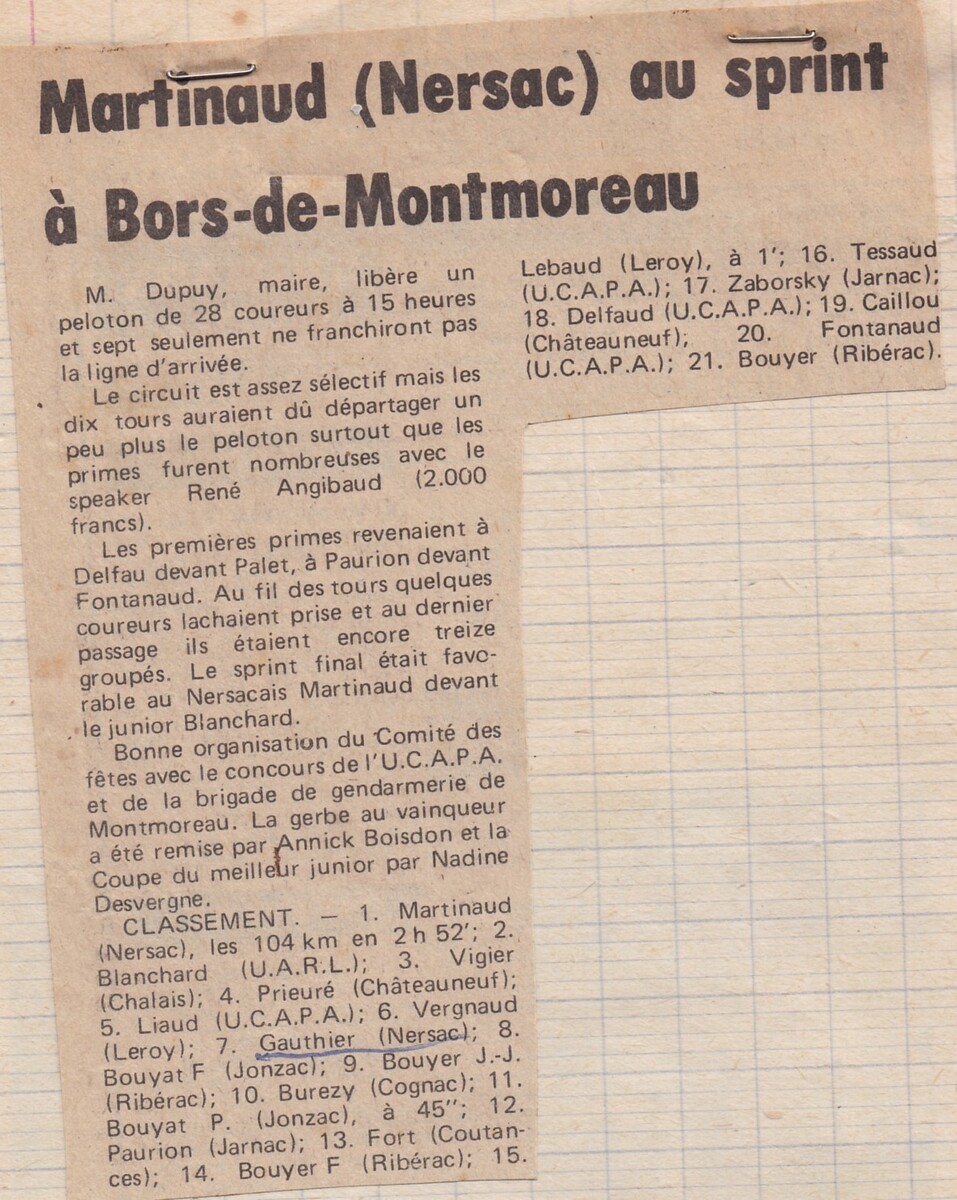 Martinaud (Nersac) au sprint
à Bors-de-Montmoreau
M. Dupuy, maire, libère un
peloton de 28 coureurs à 15 heures
et sept seulement ne franchiront pas
la ligne d'arrivée.
Le circuit est assez sélectif mais les
dix tours auraient dû départager un
peu plus le peloton surtout que les
primes furent nombreuses avec le
speaker René Angibaud (2.000
francs).
Les premières primes revenaient à
Delfau devant Palet, à Paurion devant
Fontanaud. Au fil des tours quelques
coureurs lachaient prise et au dernier
passage ils étaient encore treize
groupés. Le sprint final était favo-
rable au Nersacais Martinaud devant
le junior Blanchard.
Bonne organisation du Comité des
fêtes avec le concours de l'U.C.A.P.A.
et de la brigade de gendarmerie de
Montmoreau. La gerbe au vainqueur
a été remise par Annick Boisdon et la
Coupe du meilleur junior par Nadine
Desvergne.
CLASSEMENT. — 1. Martinaud
(Nersac), les 104 km en 2 h 52'; 2.
Blanchard (U.A.R.L.); 3. Vigier
(Chalais); 4. Prieuré (Châteauneuf);
5. Liaud (U.C.A.P.A.); 6. Vergnaud
(Leroy); 7. Gauthier (Nersac); 8.
Bouyat F (Jonzac); 9. Bouyer J.-J.
(Ribérac); 10. Burezy (Cognac); 11.
Bouyat P. (Jonzac), à 45"; 12.
Paurion (Jarnac); 13. Fort (Coutan-
ces); 14. Bouyer F (Ribérac); 15.
Lebaud (Leroy), à 1'; 16. Tessaud
(U.C.A.P.A.); 17. Zaborsky (Jarnac);
18. Delfaud (U.C.A.P.A.); 19. Caillou
(Châteauneuf); 20. Fontanaud
(U.C.A.P.A.); 21. Bouyer (Ribérac).